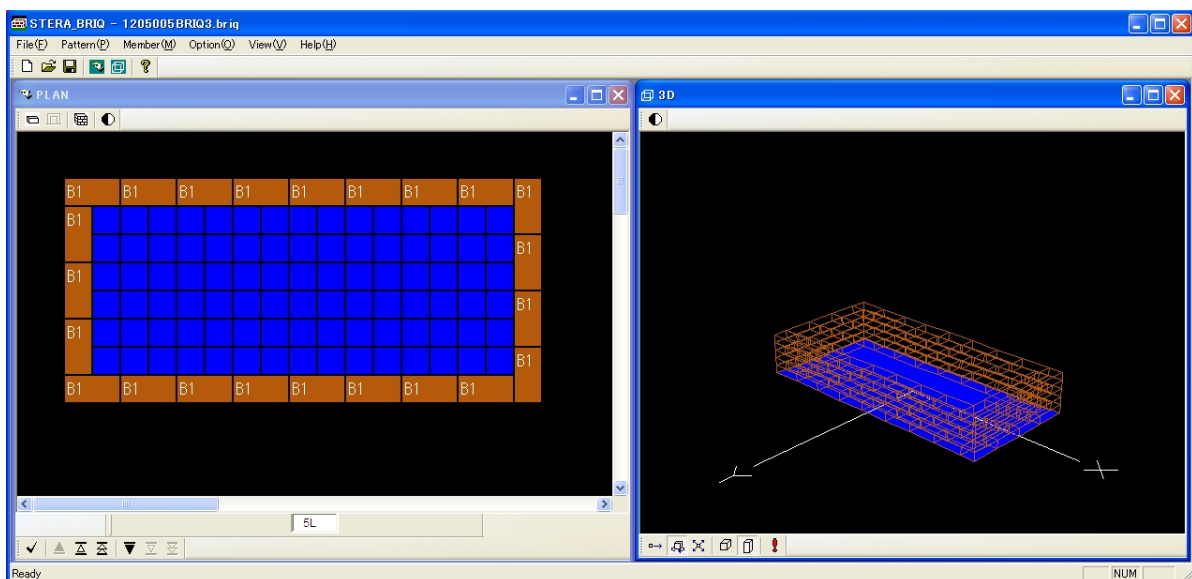 STERA_BRIQ - 1205005BRIQ3.briq
File(F) Pattern(P) Member(M) Option(O) View(V) Help(H)
PLAN
B1 B1 B1 B1 B1 B1 B1 B1 B1
B1
B1
B1
B1
B1
B1
B1 B1 B1 B1 B1 B1 B1 B1
5L
3D
Y
X
Ready
NUM